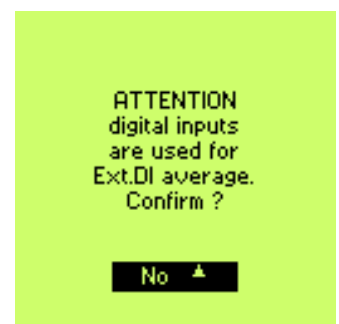 ATTENTION
digital inputs
are used for
Ext.DI average.
Confirm ?
No